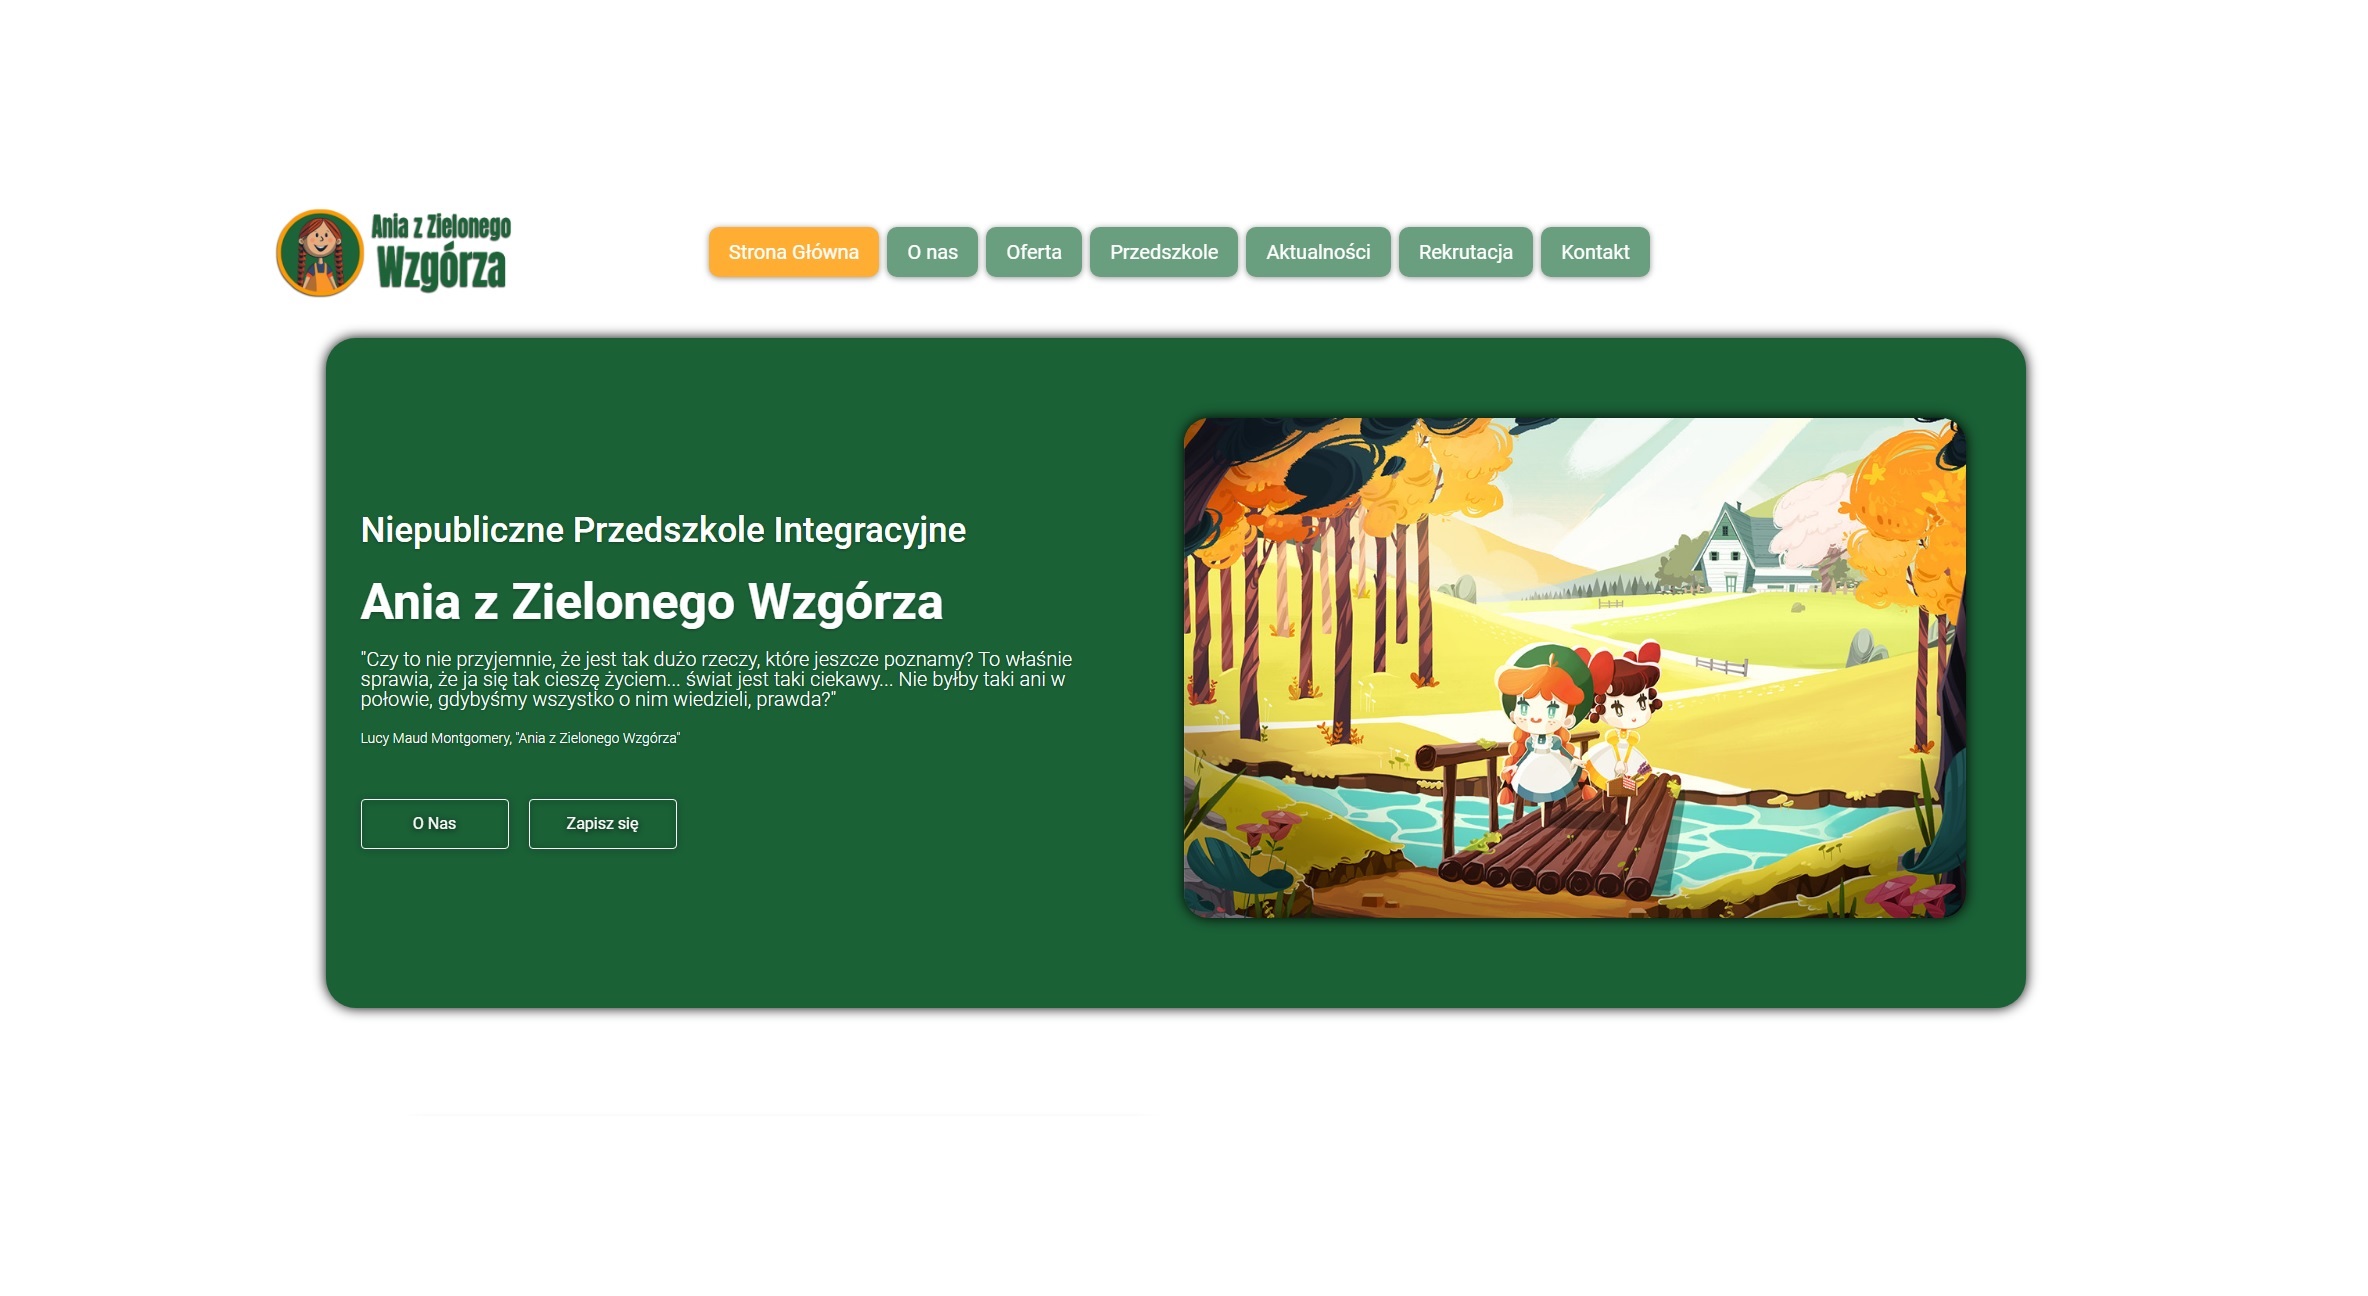 Ania z Zielonego
Wzgórza
Strona Główna
O nas
Oferta
Przedszkole
Aktualności
Rekrutacja
Kontakt
Niepubliczne Przedszkole Integracyjne
Ania z Zielonego Wzgórza
"Czy to nie przyjemnie, że jest tak dużo rzeczy, które jeszcze poznamy? To właśnie
sprawia, że ja się tak cieszę życiem... świat jest taki ciekawy... Nie byłby taki ani w
połowie, gdybyśmy wszystko o nim wiedzieli, prawda?"
Lucy Maud Montgomery, "Ania z Zielonego Wzgórza"
O Nas
Zapisz się